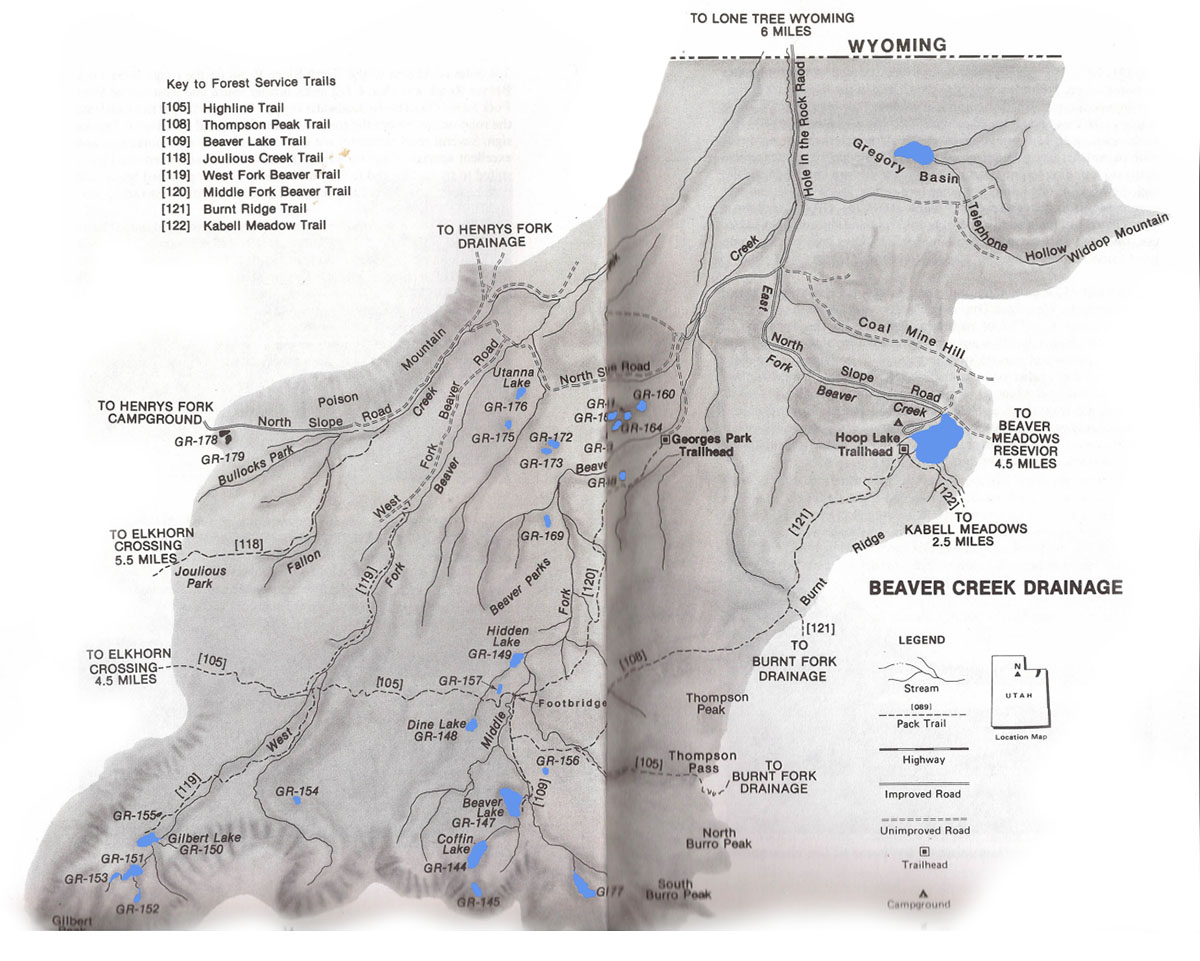 TO LONE TREE WYOMING
6 MILES
WYOMING
Key to Forest Service Trails
[105] Highline Trail
[108] Thompson Peak Trail
[109] Beaver Lake Trail
[118] Joulious Creek Trail
[119] West Fork Beaver Trail
[120] Middle Fork Beaver Trail
[121] Burnt Ridge Trail
[122] Kabell Meadow Trail
Hole in the Rock Raod
Gregory
Basin
Telephone
Hollow
Widdop Mountain
TO HENRYS FORK
DRAINAGE
Creek
East
Fork
North
Slope
Road
Beaver
Creek
Coal Mine Hill
Mountain
Poison
North Slope Road
Creek
TO HENRYS FORK
CAMPGROUND
GR-178
GR-179
Bullocks Park
West Fork Beaver Road
Beaver
Utanna
Lake
GR-176
GR-175
GR-172
GR-173
North
Road
GR-160
GR-164
Georges Park
Trailhead
Hoop Lake
Trailhead
TO
BEAVER
MEADOWS
RESEVIOR
4.5 MILES
[122]
TO
KABELL MEADOWS
2.5 MILES
[121]
Burnt
Ridge
TO ELKHORN
CROSSING
5.5 MILES
[118]
Joulious
Park
Fallon
[119]
Fork
GR-169
Beaver Parks
Fork
[120]
[121]
TO
BURNT FORK
DRAINAGE
TO ELKHORN
CROSSING
4.5 MILES
[105]
[105]
Hidden
Lake
GR-149
GR-157
Footbridge
[108]
Thompson
Peak
Dine Lake
GR-148
Middle
West
[119]
GR-156
[105]
Thompson
Pass
TO
BURNT FORK
DRAINAGE
GR-154
Beaver
Lake
GR-147
[109]
Coffin
Lake
GR-144
GR-145
GR-155
Gilbert Lake
GR-150
GR-151
GR-153
GR-152
Gilbert
North
Burro Peak
South
Burro Peak
BEAVER CREEK DRAINAGE
LEGEND
Stream
[089]
Pack Trail
Highway
Improved Road
Unimproved Road
Trailhead
Campground
N
UTAH
Location Map